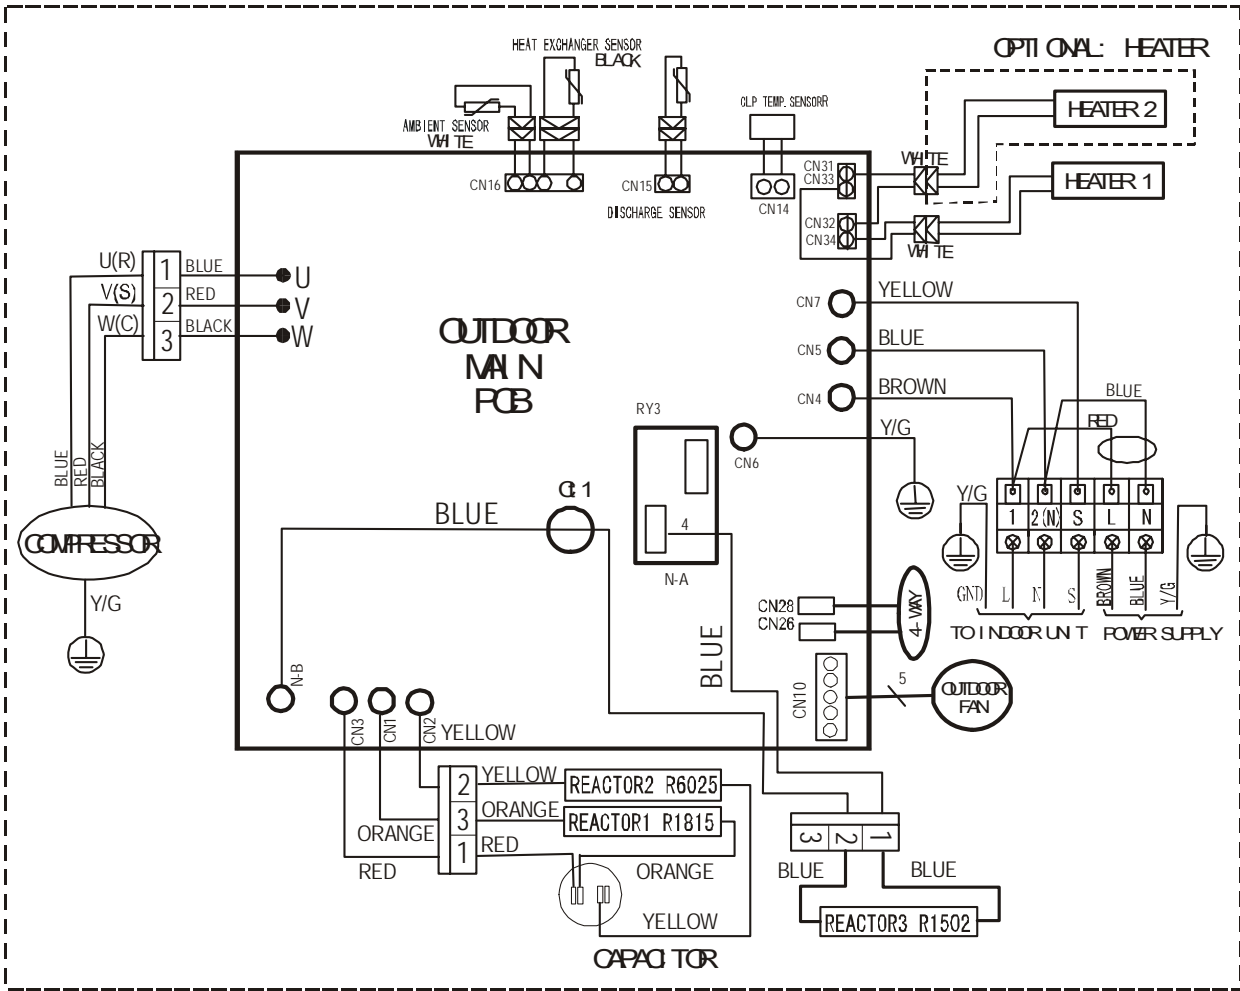 HEAT EXCHANGER SENSOR
BLACK
OPTIONAL: HEATER
AMBIENT SENSOR
WHITE
CLP TEMP.SENSORR
HEATER 2
WHITE
CN31
CN33
HEATER 1
CN16
CN15
CN14
DISCHARGE SENSOR
CN32
CN34
WHITE
U(R)
1
BLUE
U
V(S)
2
RED
V
W(C)
3
BLACK
W
CN7
YELLOW
CN5
BLUE
CN4
BROWN
OUTDOOR
MAIN
PCB
BLUE
RED
RY3
CN6
Y/G
BLUE
RED
BLACK
COMPRESSOR
Y/G
BLUE
Ct1
4
N-A
Y/G
1
2(N)
S
L
N
GND
L
N
S
BROWN
BLUE
Y/G
TO INDOOR UNIT
POWER SUPPLY
CN28
CN26
4-WAY
BLUE
N-B
CN3
CN1
CN2
YELLOW
CN10
5
OUTDOOR
FAN
2
YELLOW
REACTOR2 R6025
ORANGE
3
ORANGE
REACTOR1 R1815
RED
1
RED
ORANGE
YELLOW
CAPACITOR
3
2
1
BLUE
BLUE
REACTOR3 R1502